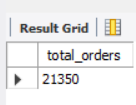 Result Grid
total_orders
21350